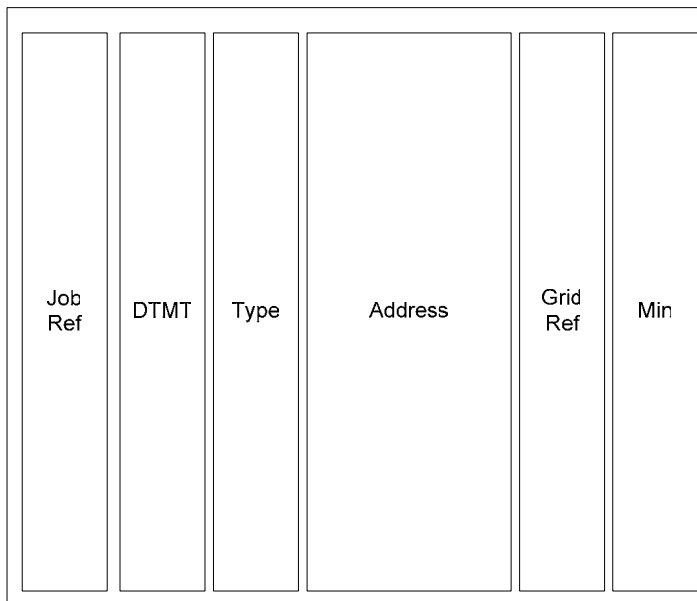 Job
Ref
DTMT
Type
Address
Grid
Ref
Min